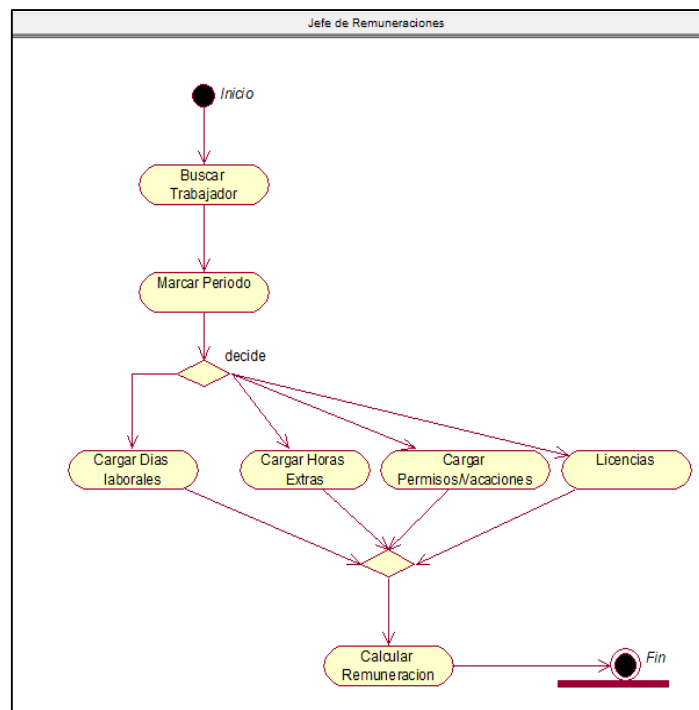 Jefe de Remuneraciones
Inicio
Buscar
Trabajador
Marcar Periodo
decide
Cargar Dias
laborales
Cargar Horas
Extras
Cargar
Permisos/Vacaciones
Licencias
Calcular
Remuneracion
Fin